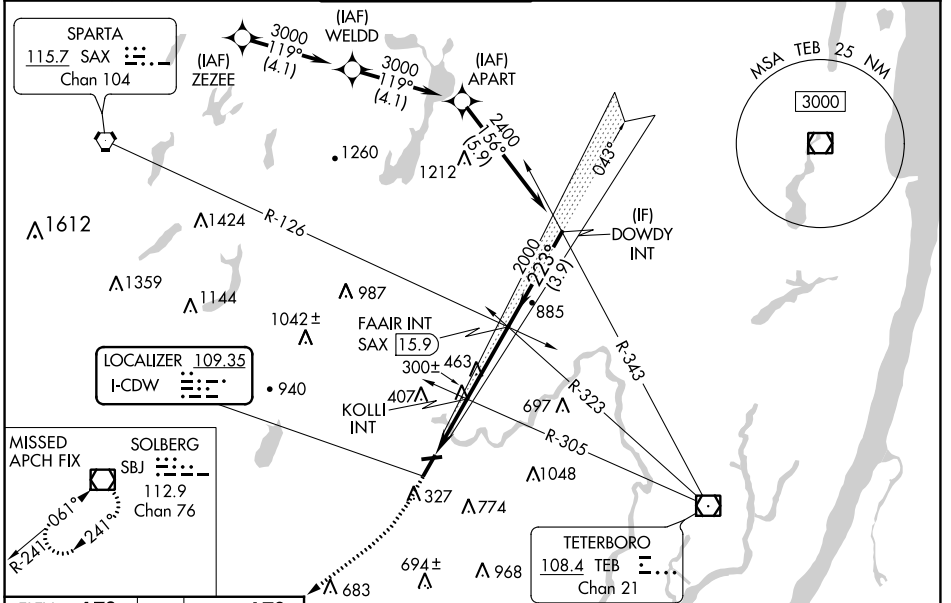 SPARTA
115.7 SAX
Chan 104
(IAF)
ZEZEE
3000
119°
(4.1)
(IAF)
WELDD
3000
119°
(4.1)
(IAF)
APART
2400
156°
(5.9)
MSA TEB 25 NM
3000
1260
1212
043°
(IF)
DOWDY
INT
1612
1424
R-126
2000
223°
(3.9)
1359
1144
987
885
1042±
FAAIR INT
SAX 15.9
R-343
LOCALIZER 109.35
I-CDW
940
300±
463
407
KOLLI
INT
697
R-323
R-305
MISSED
APCH FIX
SOLBERG
SBJ
112.9
Chan 76
061°
241°
R-241
327
774
1048
683
694±
968
TETERBORO
108.4 TEB
Chan 21